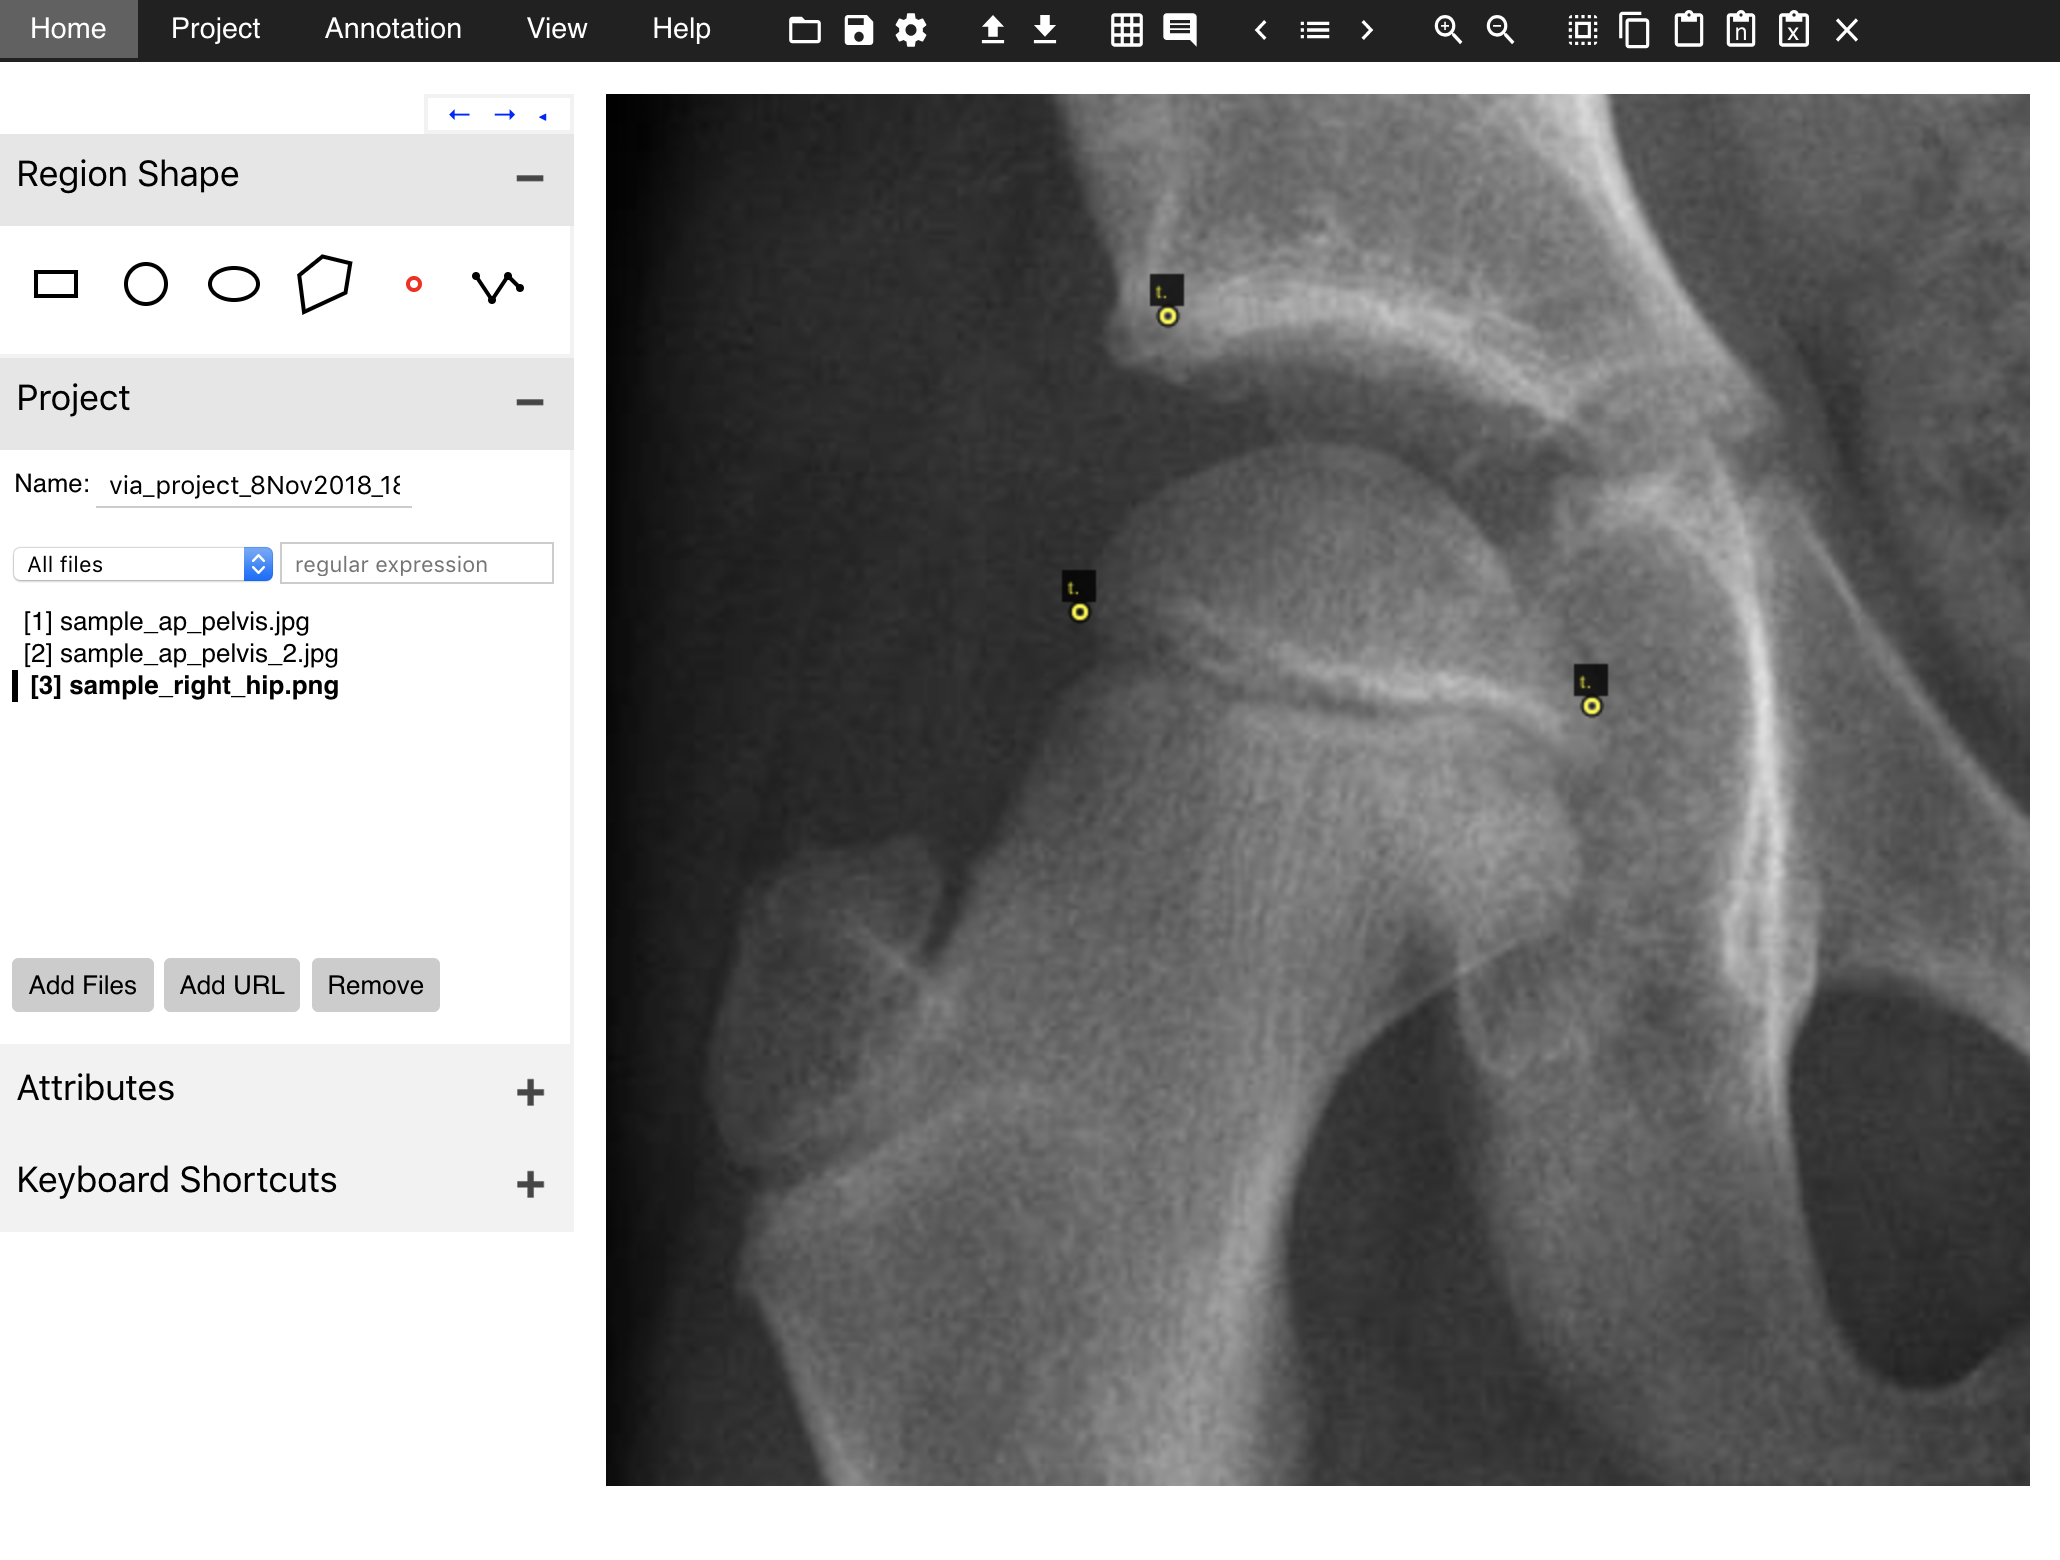 Home Project Annotation View Help
n x
Region Shape
Project
Name: via_project_8Nov2018_18
All files regular expression
[1] sample_ap_pelvis.jpg
[2] sample_ap_pelvis_2.jpg
[3] sample_right_hip.png
Add Files Add URL Remove
Attributes
Keyboard Shortcuts
t.
t.
t.